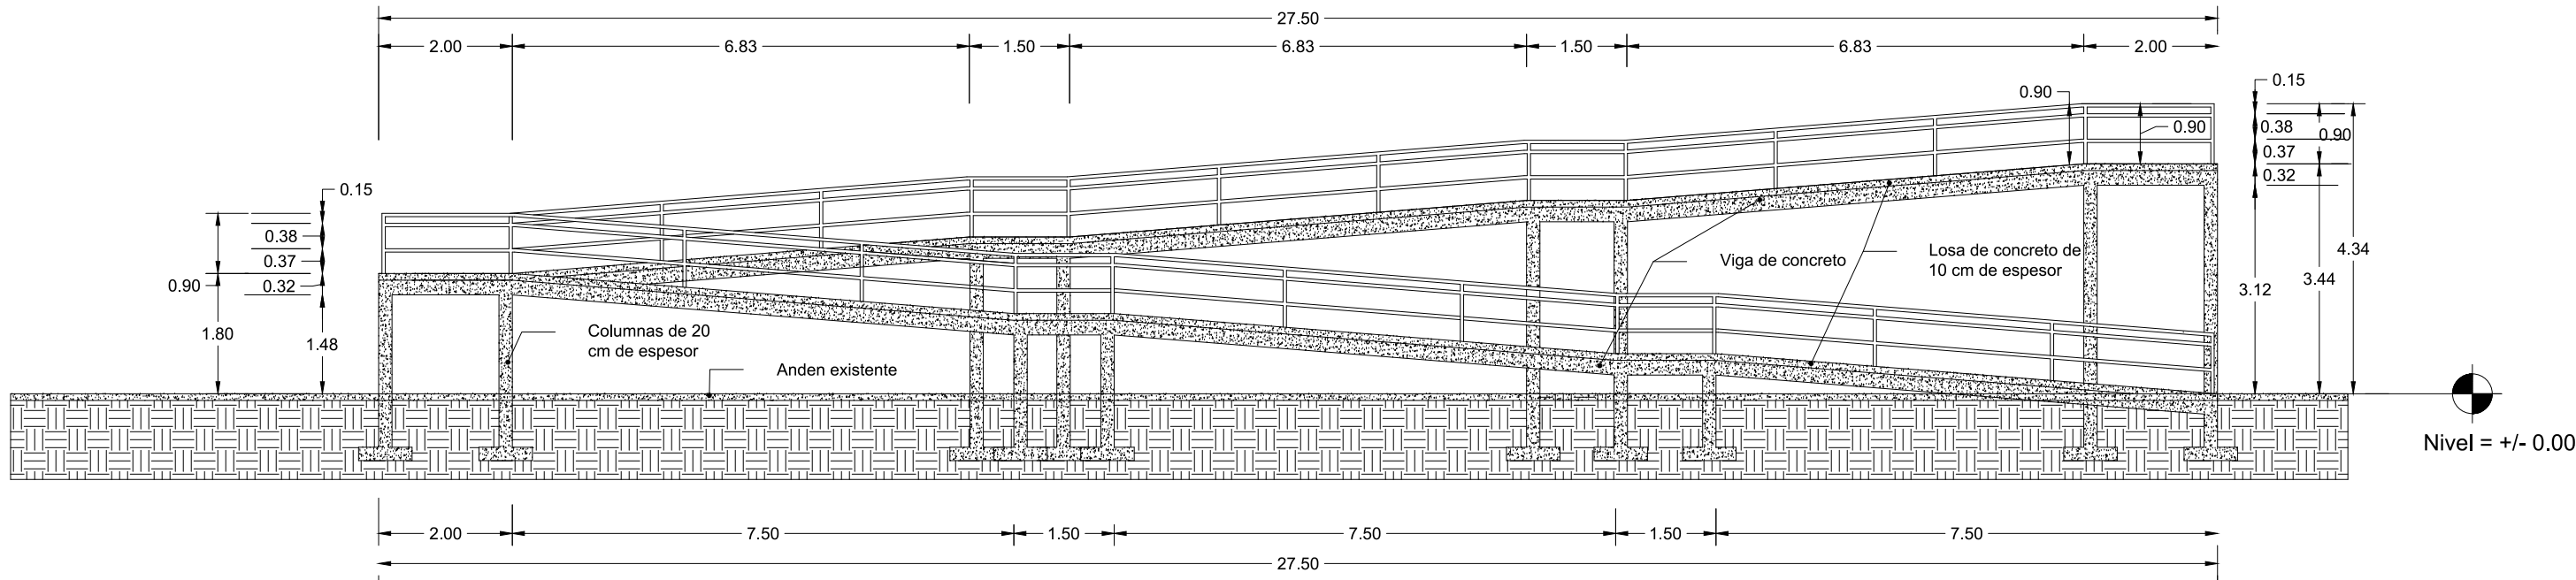 27.50
2.00 6.83 1.50 6.83 1.50 6.83 2.00
0.15
0.90
0.38
0.90
0.90
0.37
0.32
0.15
0.38
0.37
0.90
0.32
4.34
3.44
3.12
1.80
1.48
Viga de concreto
Losa de concreto de
10 cm de espesor
Columnas de 20
cm de espesor
Anden existente
Nivel = +/- 0.00
2.00 7.50 1.50 7.50 1.50 7.50
27.50